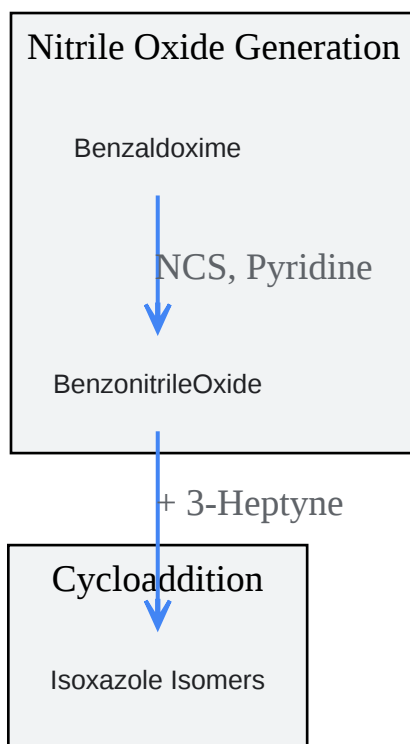 Nitrile Oxide Generation
Benzaldoxime
NCS, Pyridine
BenzonitrileOxide
+ 3-Heptyne
Cycloaddition
Isoxazole Isomers